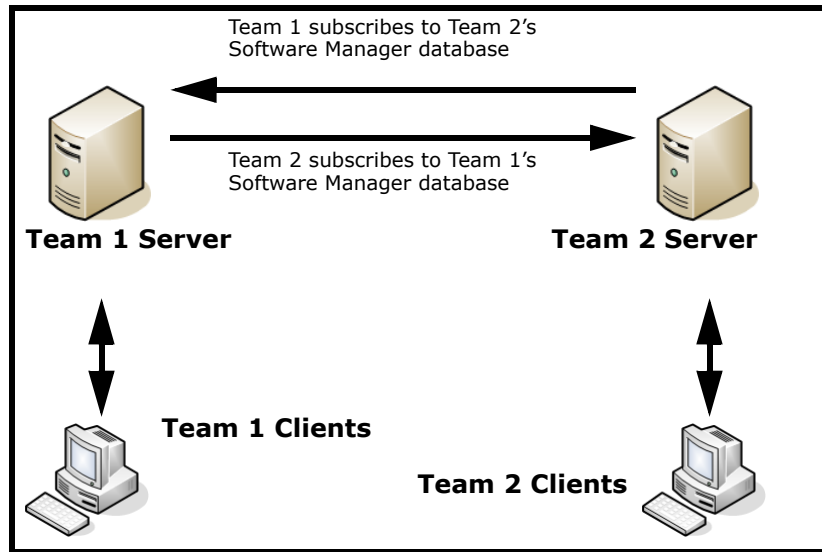 Team 1 subscribes to Team 2’s
Software Manager database
Team 2 subscribes to Team 1’s
Software Manager database
Team 1 Server
Team 2 Server
Team 1 Clients
Team 2 Clients